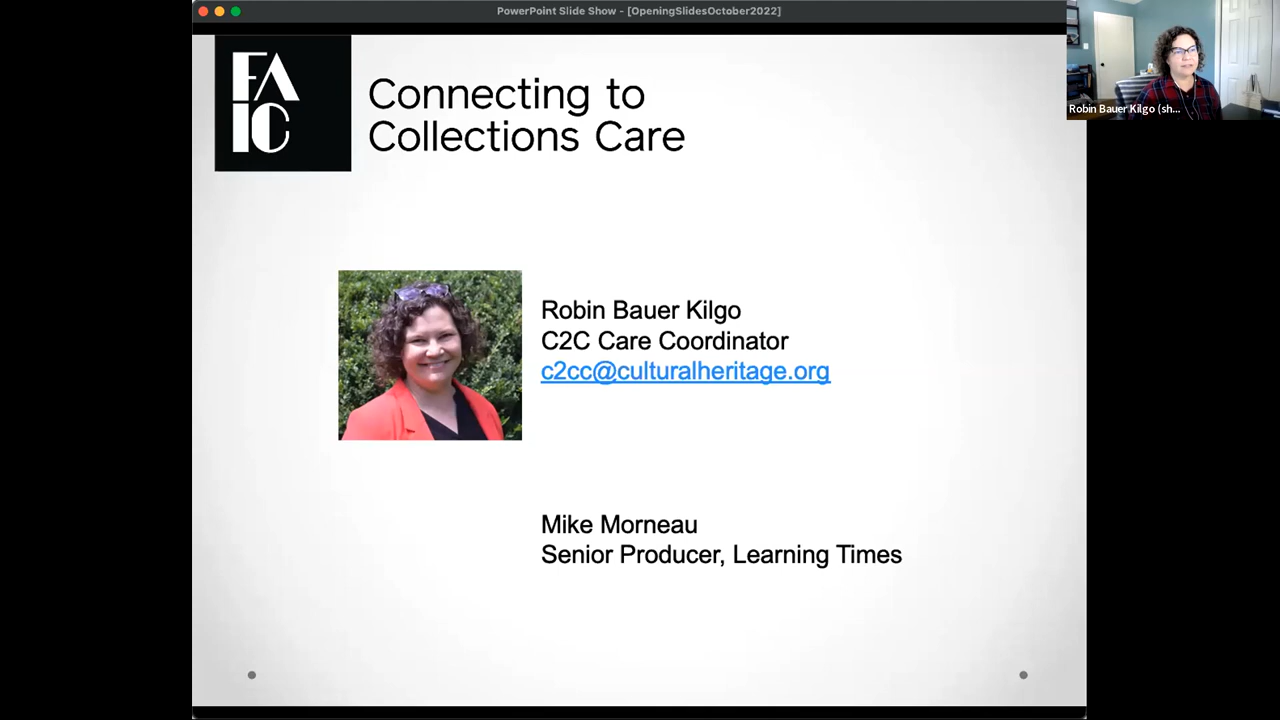 PowerPoint Slide Show - [OpeningSlidesOctober2022]
FA
IC
Connecting to
Collections Care
Robin Bauer Kilgo (sh...
Robin Bauer Kilgo
C2C Care Coordinator
c2cc@culturalheritage.org
Mike Morneau
Senior Producer, Learning Times